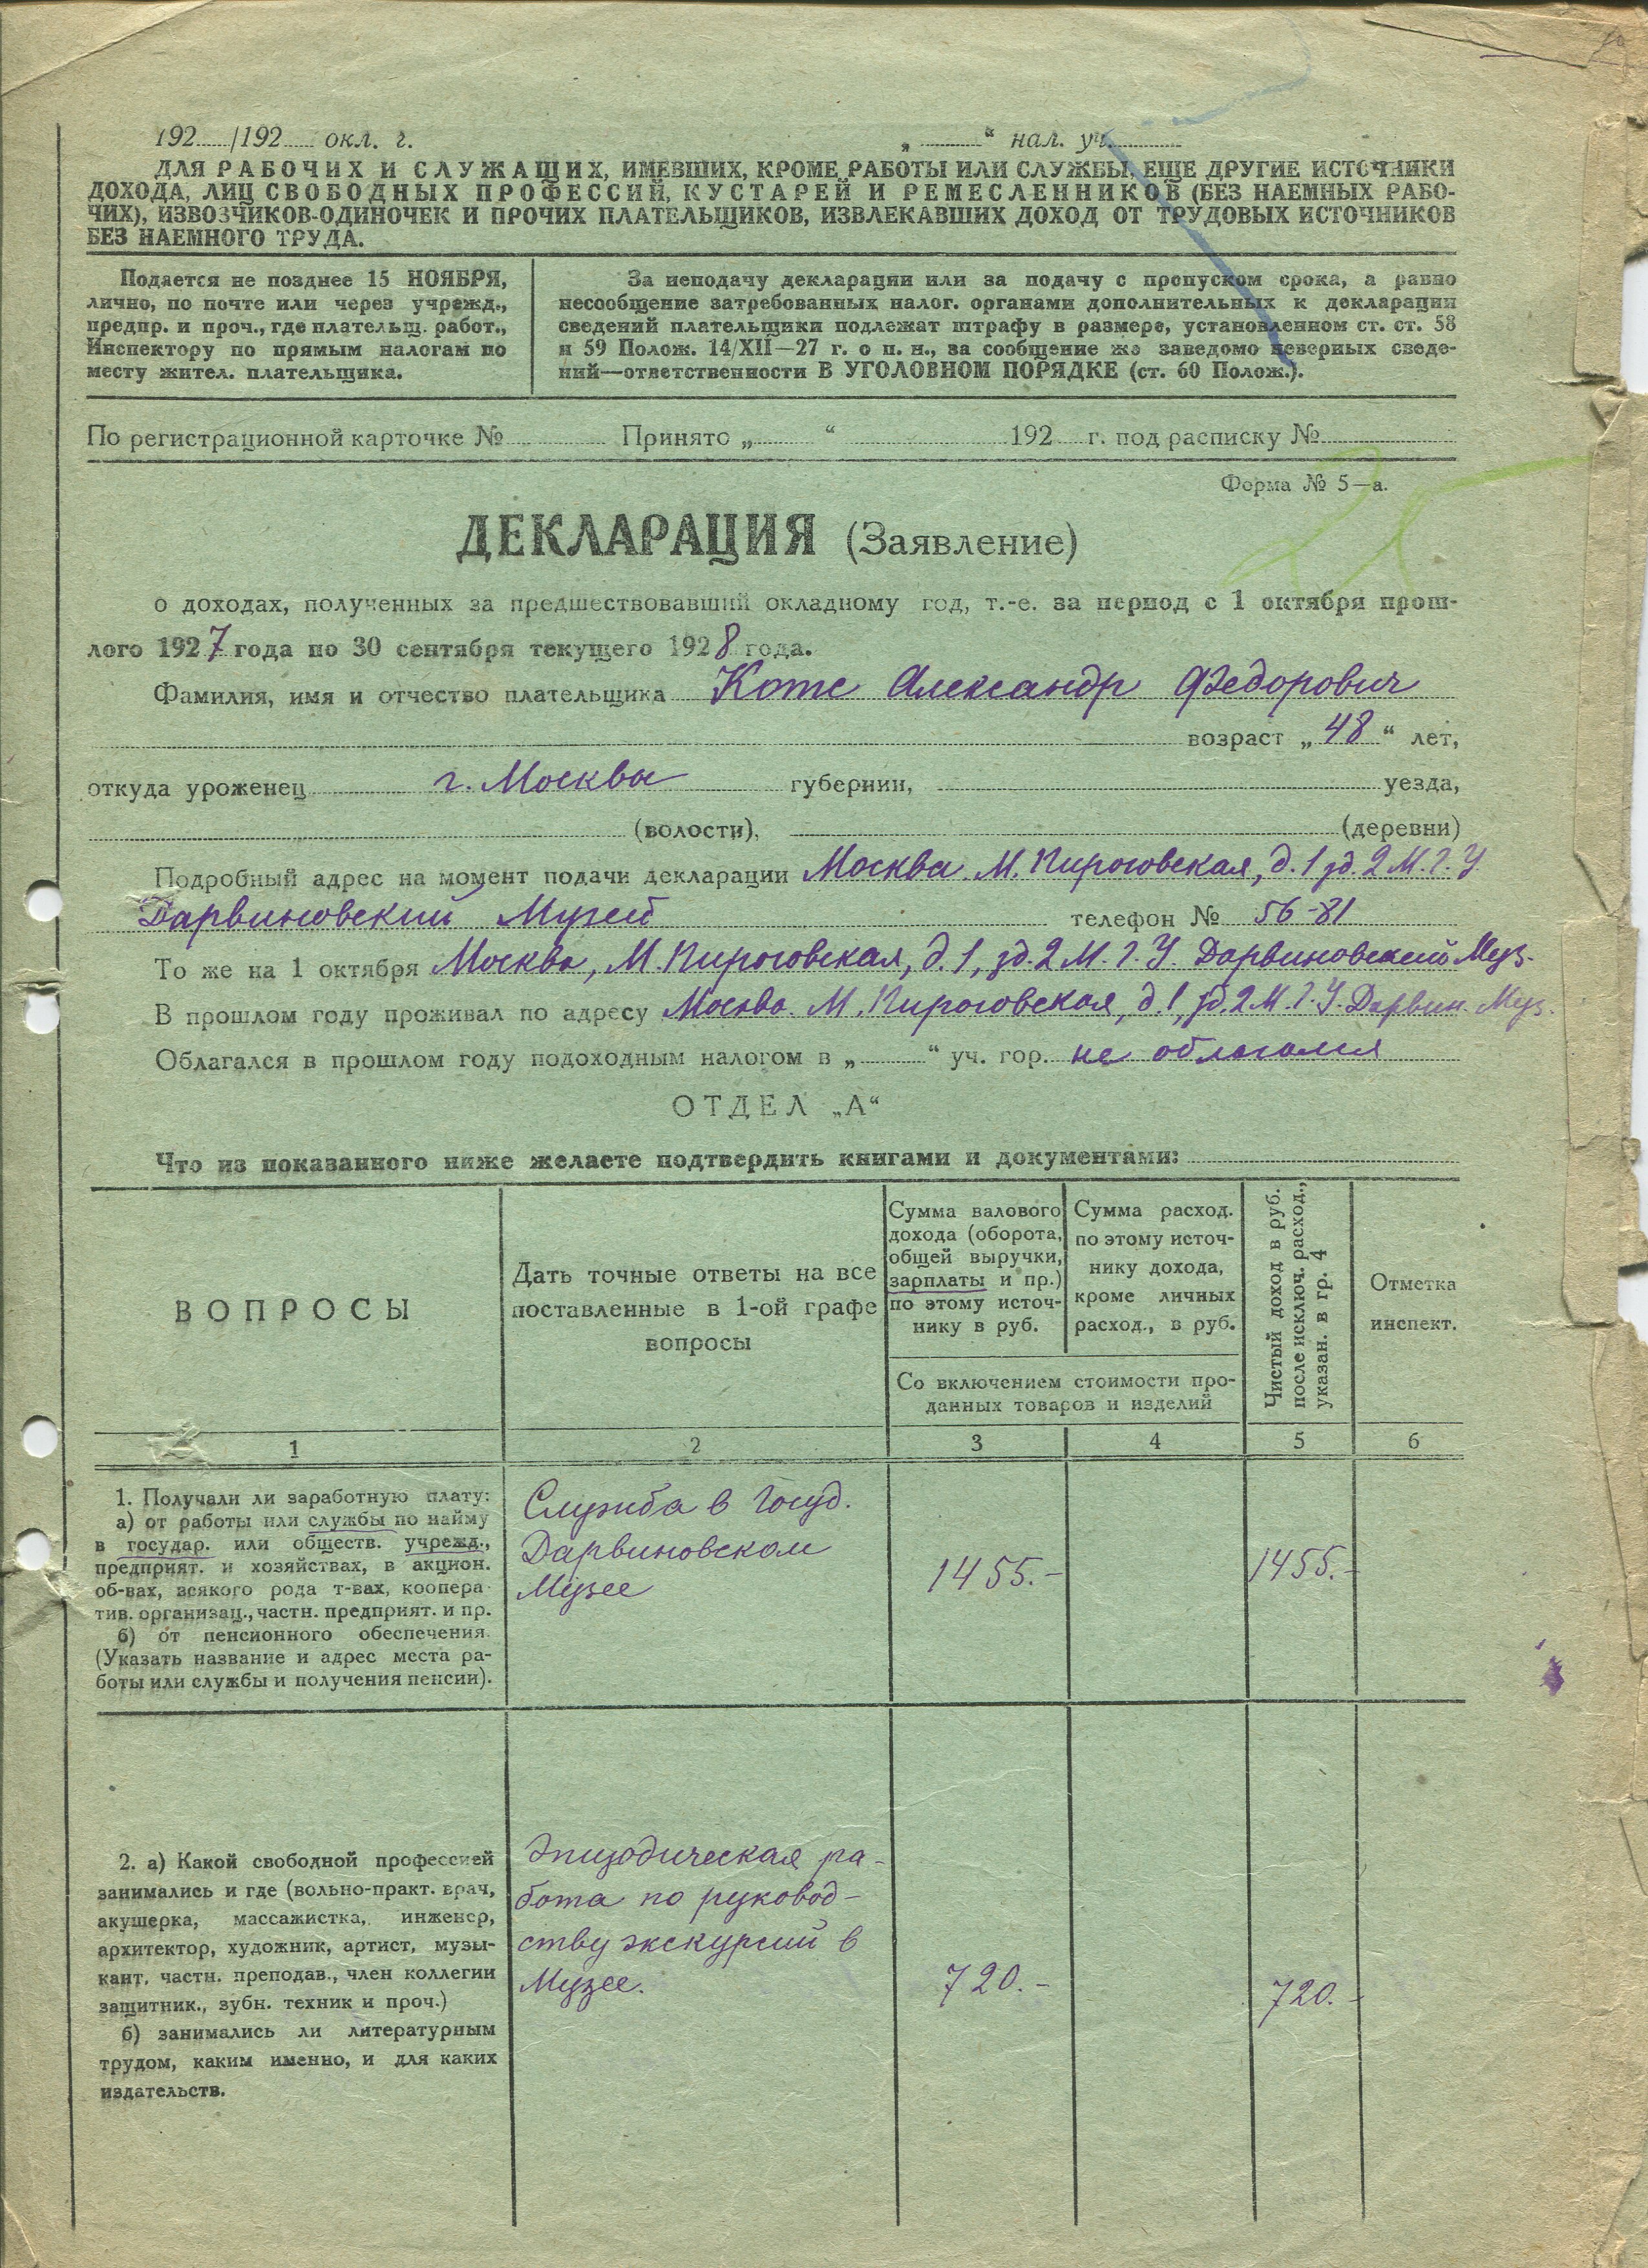 192...../192..... окл. г.
„.........“ нал. уч..........
ДЛЯ РАБОЧИХ И СЛУЖАЩИХ, ИМЕВШИХ, КРОМЕ РАБОТЫ ИЛИ СЛУЖБЫ, ЕЩЕ ДРУГИЕ ИСТОЧНИКИ
ДОХОДА, ЛИЦ СВОБОДНЫХ ПРОФЕССИЙ, КУСТАРЕЙ И РЕМЕСЛЕННИКОВ (БЕЗ НАЕМНЫХ РАБО-
ЧИХ), ИЗВОЗЧИКОВ-ОДИНОЧЕК И ПРОЧИХ ПЛАТЕЛЬЩИКОВ, ИЗВЛЕКАВШИХ ДОХОД ОТ ТРУДОВЫХ ИСТОЧНИКОВ
БЕЗ НАЕМНОГО ТРУДА.
Подается не позднее 15 НОЯБРЯ,
лично, по почте или через учрежд.,
предпр. и проч., где плательщ. работ.,
Инспектору по прямым налогам по
месту жител. плательщика.
За неподачу декларации или за подачу с пропуском срока, а равно
несообщение затребованных налог. органами дополнительных к декларации
сведений плательщики подлежат штрафу в размере, установленном ст. ст. 58
и 59 Полож. 14/XII—27 г. о п. н., за сообщение же заведомо неверных сведе-
ний—ответственности В УГОЛОВНОМ ПОРЯДКЕ (ст. 60 Полож.).
По регистрационной карточке №.......... Принято „.........“ .......... 192.....г. под расписку №..........
Форма № 5—а.
ДЕКЛАРАЦИЯ (Заявление)
о доходах, полученных за предшествовавший окладному год, т.-е. за период с 1 октября прош-
лого 1927 года по 30 сентября текущего 1928 года.
Фамилия, имя и отчество плательщика Котс Александр Федорович
возраст „48“ лет,
откуда уроженец г. Москвы губернии, .......... уезда,
.......... (волости), .......... (деревни)
Подробный адрес на момент подачи декларации Москва. М. Пироговская, д. 1 зд. 2 М. Г. У
Дарвиновский Музей телефон № 56-81
То же на 1 октября Москва, М. Пироговская, д. 1, зд. 2 М. Г. У. Дарвиновский Муз.
В прошлом году проживал по адресу Москва. М. Пироговская, д. 1, зд. 2 М. Г. У. Дарвин. Муз.
Облагался в прошлом году подоходным налогом в „.........“ уч. гор. не облагался
ОТДЕЛ „А“
Что из показанного ниже желаете подтвердить книгами и документами:..........
ВОПРОСЫ
Дать точные ответы на все
поставленные в 1-ой графе
вопросы
Сумма валового
дохода (оборота,
общей выручки,
зарплаты и пр.)
по этому источ-
нику в руб.
Сумма расход.
по этому источ-
нику дохода,
кроме личных
расход., в руб.
Со включением стоимости про-
данных товаров и изделий
Чистый доход в руб.
после исключ. расход.,
указан. в гр. 4
Отметка
инспект.
1 2 3 4 5 6
1. Получали ли заработную плату:
а) от работы или службы по найму
в государ. или обществ. учрежд.,
предприят. и хозяйствах, в акцион.
об-вах, всякого рода т-вах, коопера-
тив. организац., частн. предприят. и пр.
б) от пенсионного обеспечения.
(Указать название и адрес места ра-
боты или службы и получения пенсии).
Служба в Госуд.
Дарвиновском
Музее
1455.-
1455.-
2. а) Какой свободной профессией
занимались и где (вольно-практ. врач,
акушерка, массажистка, инженер,
архитектор, художник, артист, музы-
кант, частн. преподав., член коллегии
защитник., зубн. техник и проч.)
б) занимались ли литературным
трудом, каким именно, и для каких
издательств.
Эпизодическая ра-
бота по руковод-
ству экскурсий в
Музее.
720.-
720.-